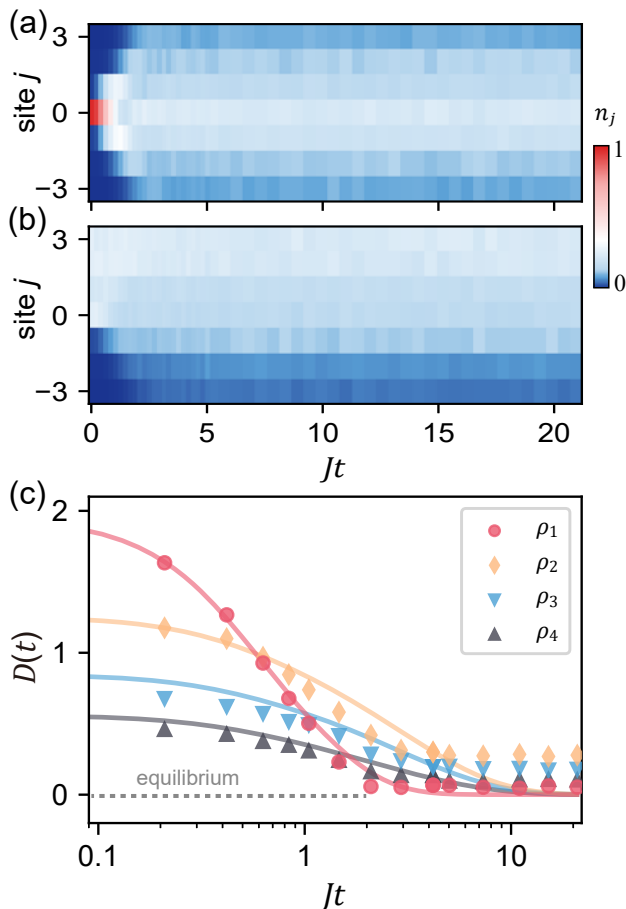 (a)
3
0
−3
site j
n_j
1
0
(b)
3
0
−3
site j
0 5 10 15 20
Jt
(c)
2
1
0
D(t)
ρ₁
ρ₂
ρ₃
ρ₄
equilibrium
0.1 1 10
Jt